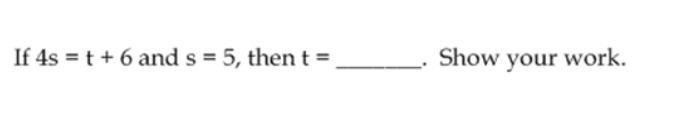 If 4s = t + 6 and s = 5, then t = _______. Show your work.